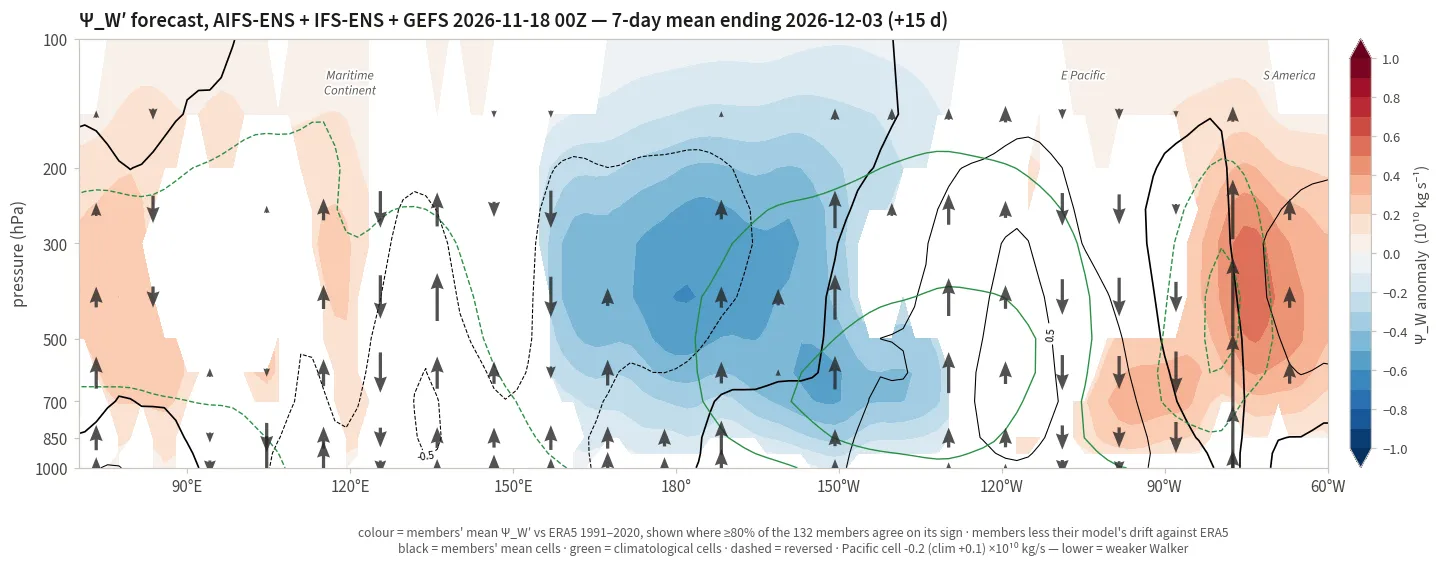 Ψ_W′ forecast, AIFS-ENS + IFS-ENS + GEFS 2026-11-18 00Z — 7-day mean ending 2026-12-03 (+15 d)
100
200
300
400
500
700
850
1000
pressure (hPa)
Maritime
Continent
E Pacific
S America
0.5
-0.5
90°E
120°E
150°E
180°
150°W
120°W
90°W
60°W
1.0
0.8
0.6
0.4
0.2
0.0
−0.2
−0.4
−0.6
−0.8
−1.0
Ψ_W anomaly (10¹⁰ kg s⁻¹)
colour = members' mean Ψ_W′ vs ERA5 1991–2020, shown where ≥80% of the 132 members agree on its sign · members less their model's drift against ERA5
black = members' mean cells · green = climatological cells · dashed = reversed · Pacific cell -0.2 (clim +0.1) ×10¹⁰ kg/s — lower = weaker Walker